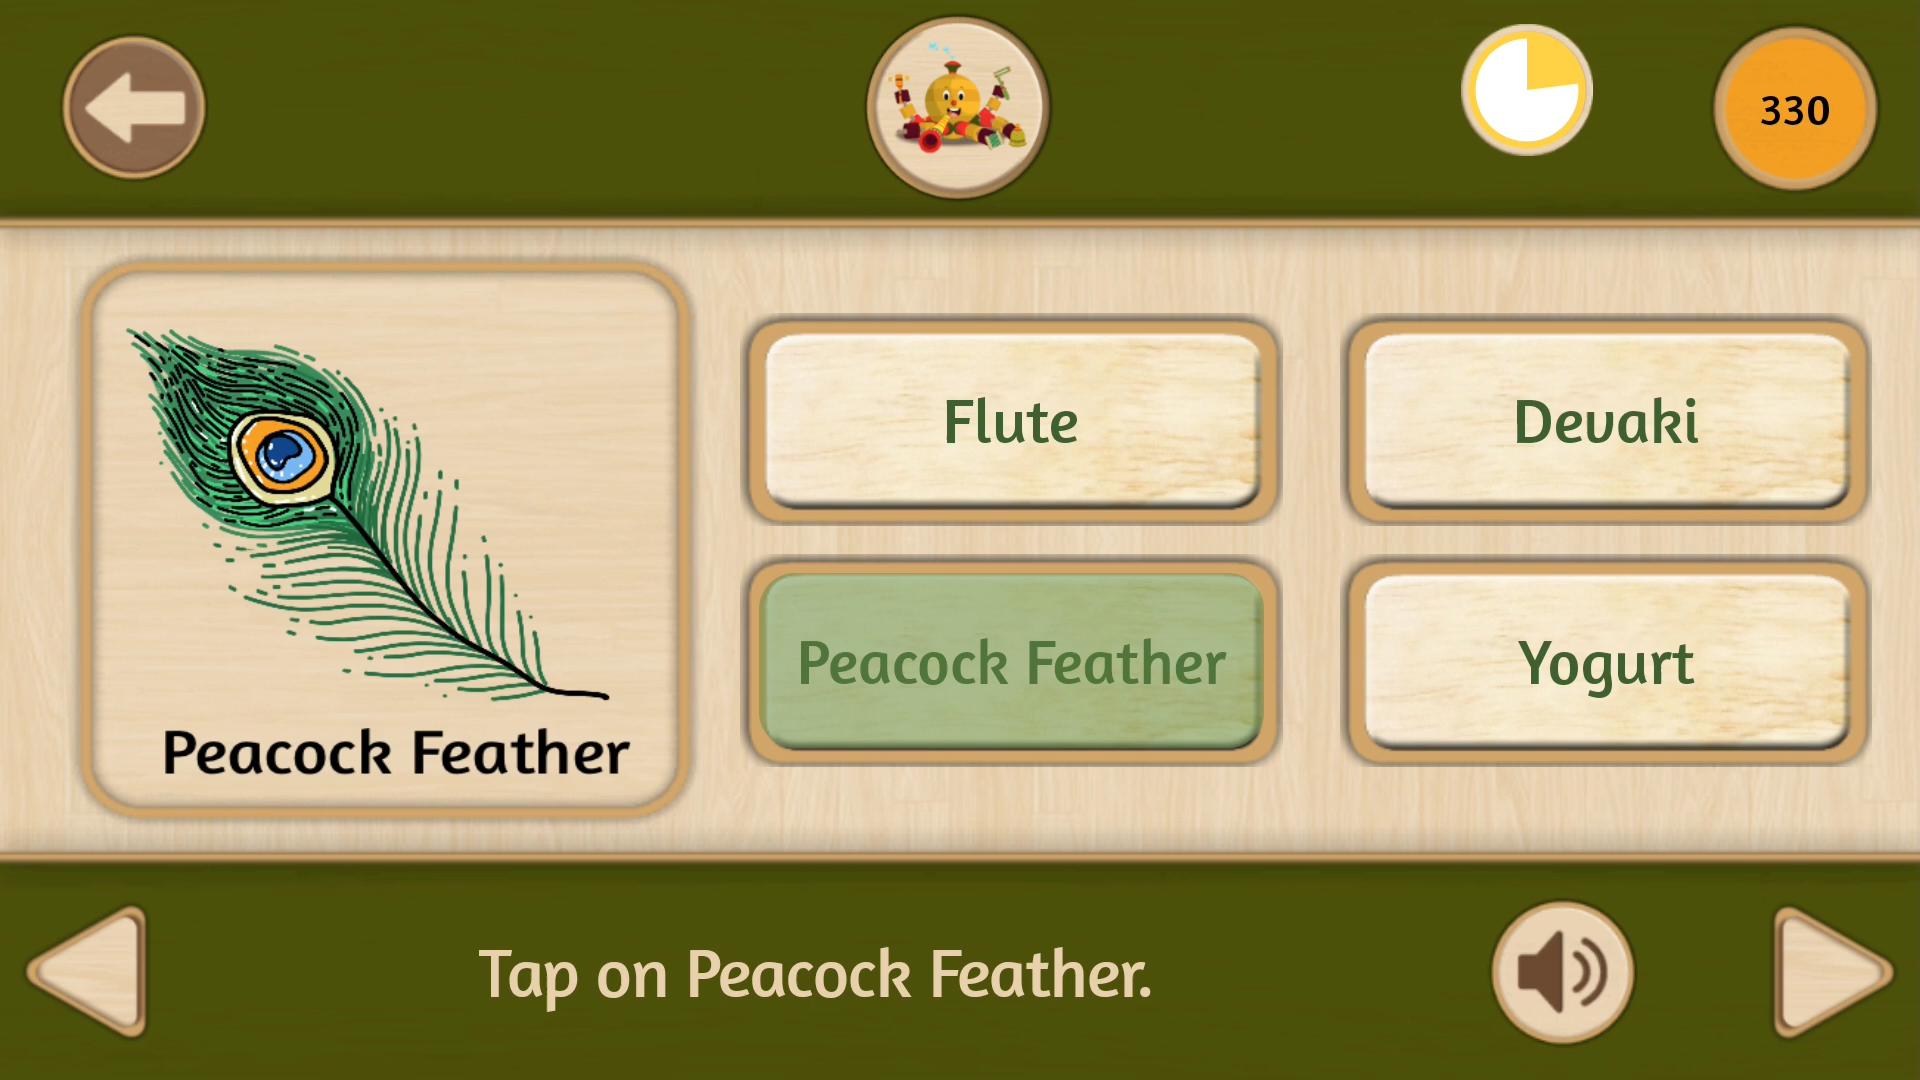 330
Peacock Feather
Flute
Devaki
Peacock Feather
Yogurt
Tap on Peacock Feather.